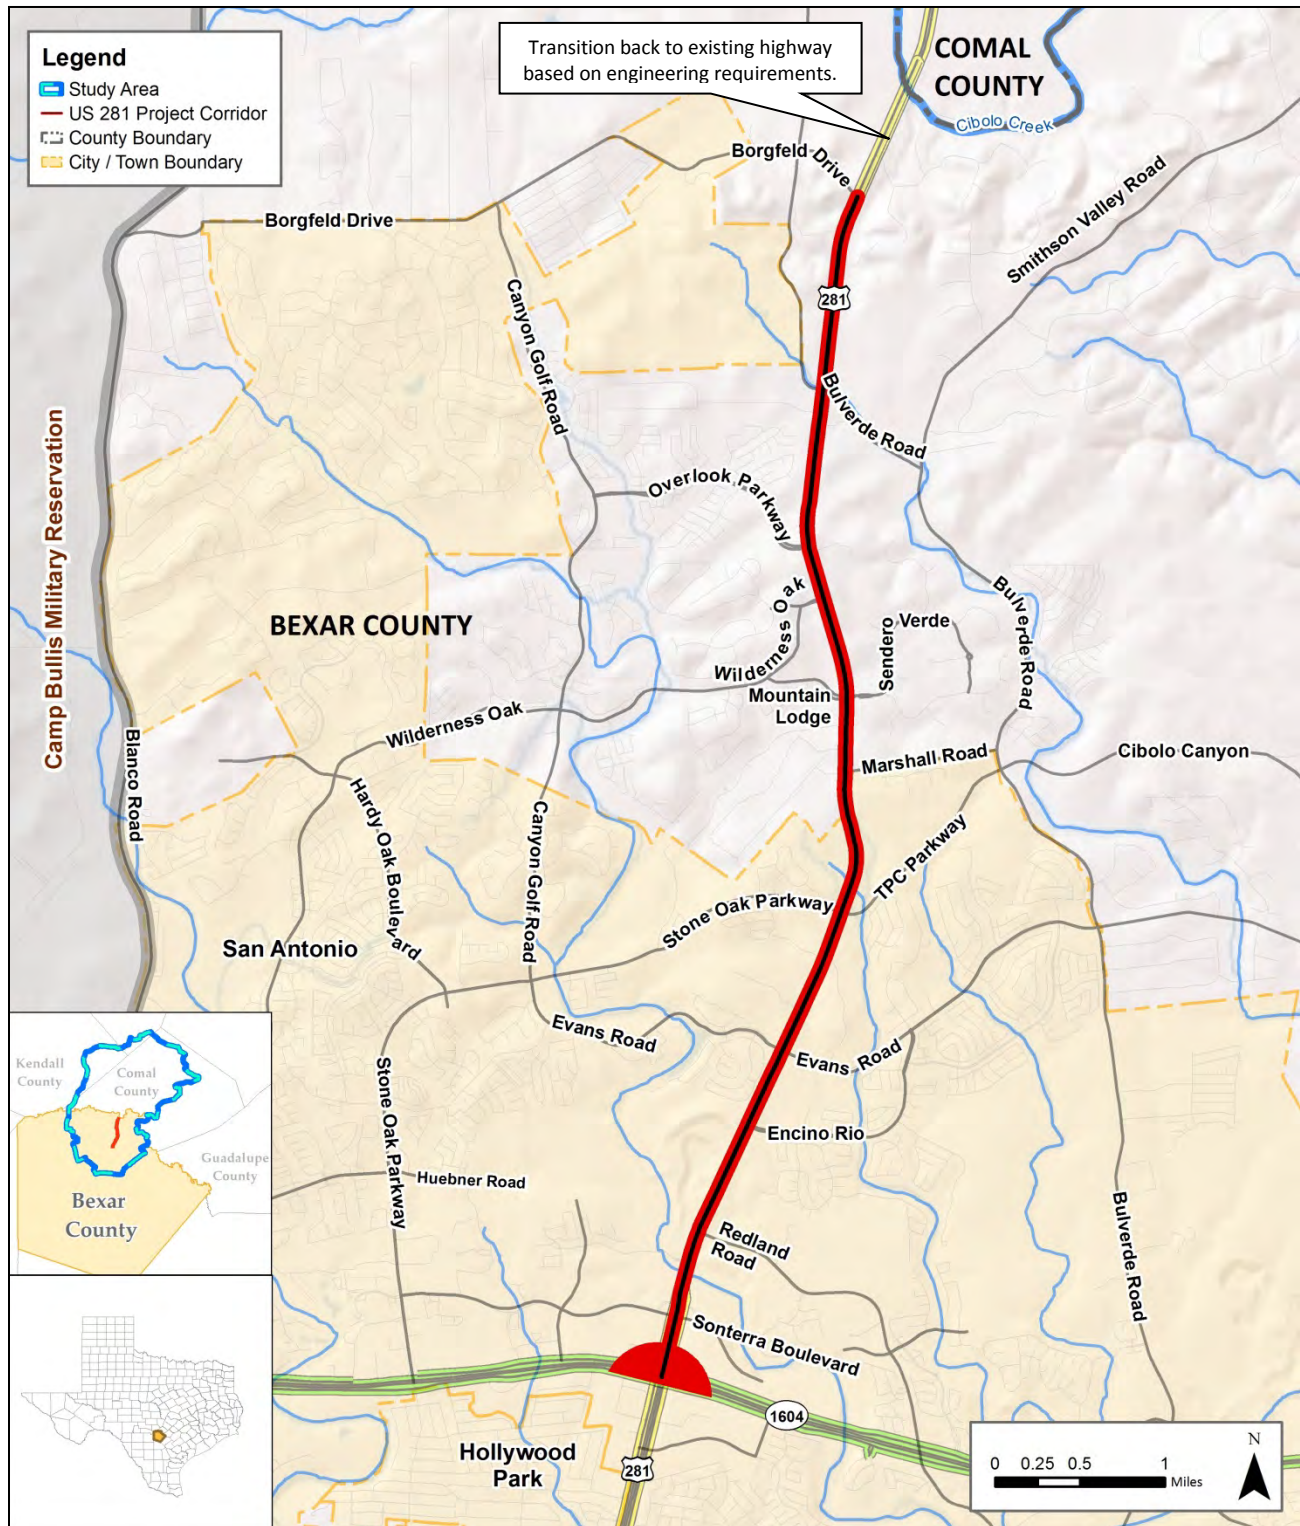 Legend
Study Area
US 281 Project Corridor
County Boundary
City / Town Boundary
Transition back to existing highway
based on engineering requirements.
COMAL
COUNTY
Cibolo Creek
Borgfeld Drive
Borgfeld Drive
Smithson Valley Road
281
Canyon Golf Road
Bulverde Road
Overlook Parkway
Camp Bullis Military Reservation
BEXAR COUNTY
Wilderness Oak
Sendero
Verde
Bulverde Road
Mountain
Lodge
Wilderness Oak
Blanco Road
Marshall Road
Cibolo Canyon
Hardy Oak Boulevard
Canyon Golf Road
TPC Parkway
Stone Oak Parkway
San Antonio
Evans Road
Evans Road
Stone Oak Parkway
Encino Rio
Huebner Road
Redland
Road
Bulverde Road
Sonterra Boulevard
1604
Hollywood
Park
281
Kendall
County
Comal
County
Guadalupe
County
Bexar
County
N
0 0.25 0.5 1
Miles